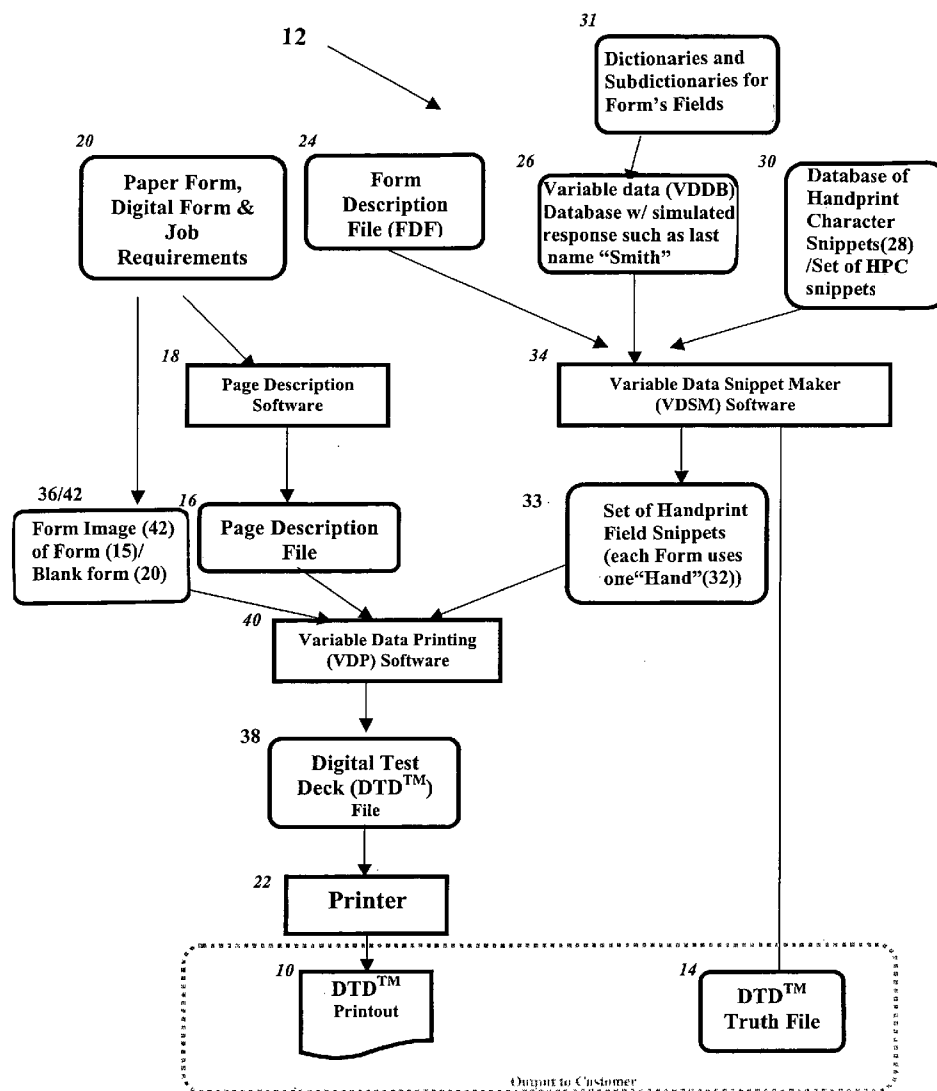 31
12
Dictionaries and
Subdictionaries for
Form's Fields
20
24
26
30
Paper Form,
Digital Form &
Job
Requirements
Form
Description
File (FDF)
Variable data (VDDB)
Database w/ simulated
response such as last
name “Smith”
Database of
Handprint
Character
Snippets(28)
/Set of HPC
snippets
18
Page Description
Software
34
Variable Data Snippet Maker
(VDSM) Software
36/42
Form Image (42)
of Form (15)/
Blank form (20)
16
Page Description
File
33
Set of Handprint
Field Snippets
(each Form uses
one“Hand”(32))
40
Variable Data Printing
(VDP) Software
38
Digital Test
Deck (DTD™)
File
22
Printer
10
DTD™
Printout
14
DTD™
Truth File
Output to Customer